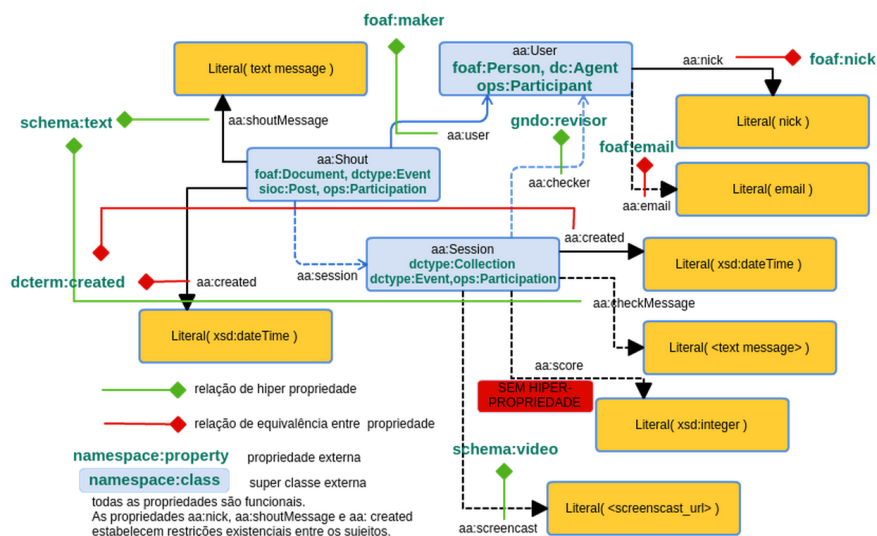 foaf:maker
aa:User
foaf:Person, dc:Agent
ops:Participant
aa:nick
foaf:nick
Literal( text message )
Literal( nick )
schema:text
aa:shoutMessage
aa:user
gndo:revisor
foaf:email
aa:Shout
foaf:Document, dctype:Event
sioc:Post, ops:Participation
aa:checker
Literal( email )
aa:email
aa:created
aa:Session
dctype:Collection
dctype:Event,ops:Participation
Literal( xsd:dateTime )
aa:session
dcterm:created
aa:created
aa:checkMessage
Literal( xsd:dateTime )
Literal( <text message> )
aa:score
SEM HIPER-
PROPRIEDADE
Literal( xsd:integer )
relação de hiper propriedade
relação de equivalência entre propriedade
schema:video
namespace:property
propriedade externa
namespace:class
super classe externa
Literal( <screenscast_url> )
aa:screencast
todas as propriedades são funcionais.
As propriedades aa:nick, aa:shoutMessage e aa: created
estabelecem restrições existenciais entre os sujeitos.